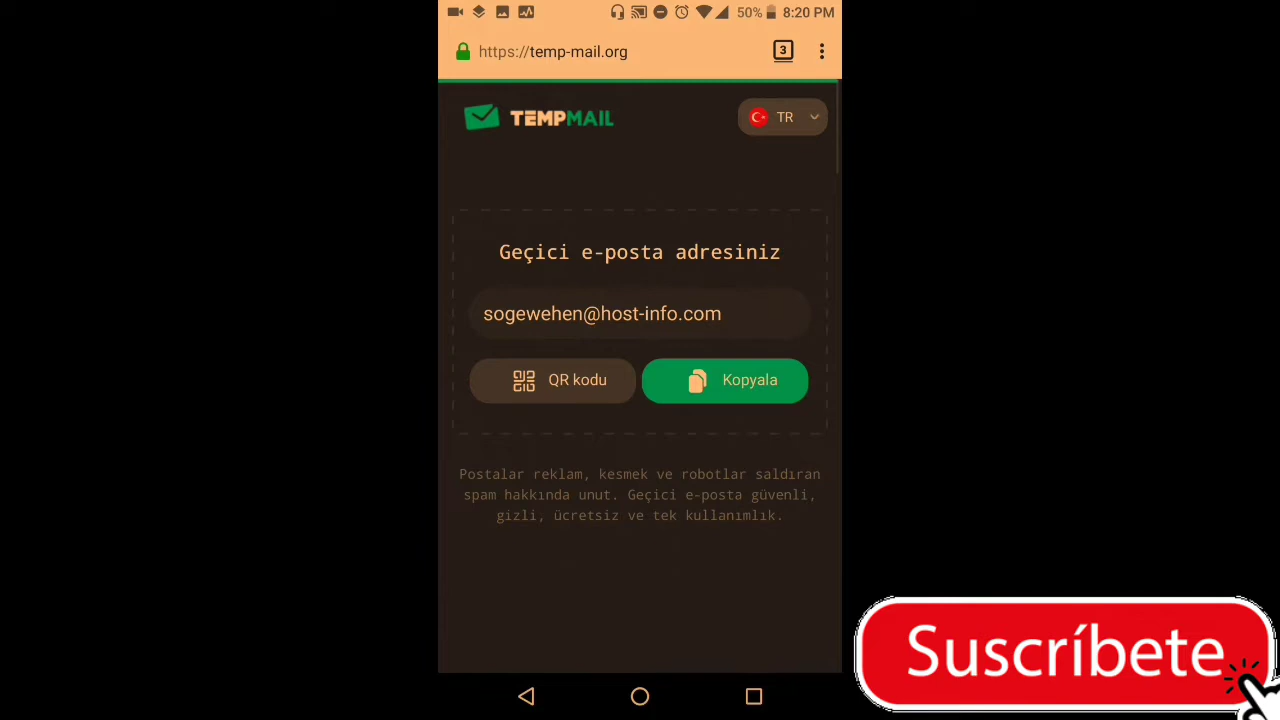 50% 8:20 PM
https://temp-mail.org 3
TEMPMAIL TR
Geçici e-posta adresiniz
sogewehen@host-info.com
QR kodu Kopyala
Postalar reklam, kesmek ve robotlar saldıran
spam hakkında unut. Geçici e-posta güvenli,
gizli, ücretsiz ve tek kullanımlık.
Suscríbete